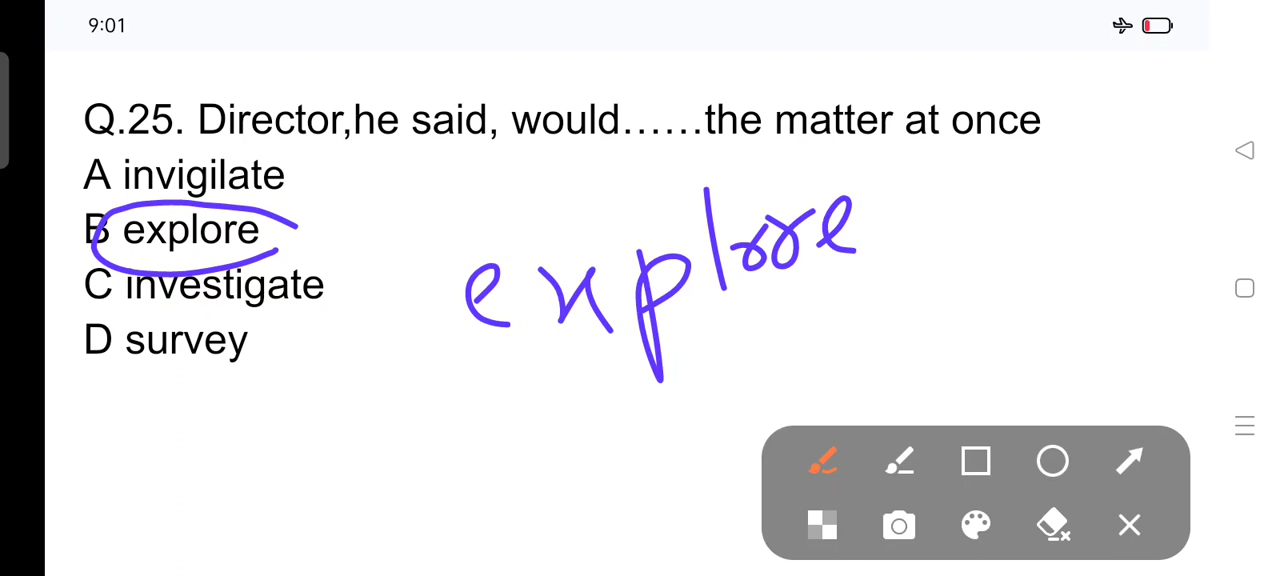 9:01
Q.25. Director,he said, would......the matter at once
A invigilate
B explore
C investigate
D survey
explore